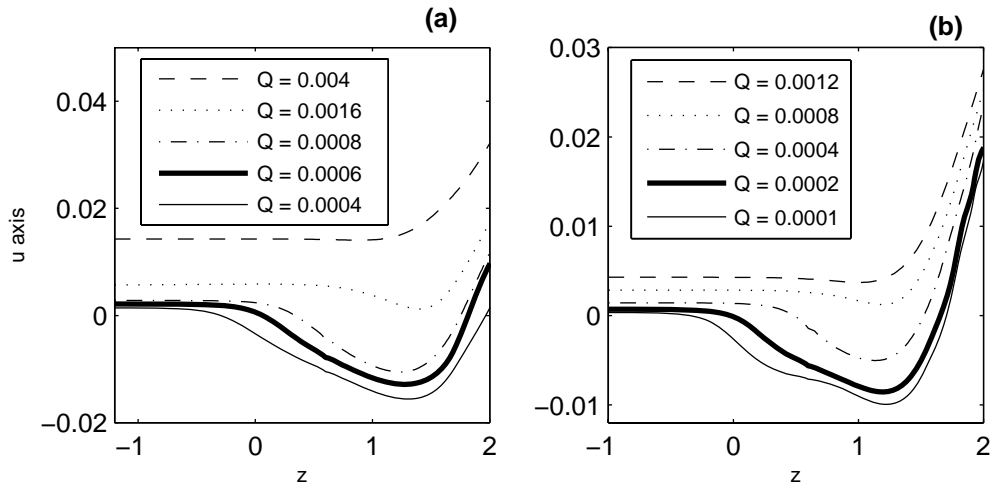 (a)
Q = 0.004
Q = 0.0016
Q = 0.0008
Q = 0.0006
Q = 0.0004
0.04
0.02
0
−0.02
−1
0
1
2
u axis
z
(b)
Q = 0.0012
Q = 0.0008
Q = 0.0004
Q = 0.0002
Q = 0.0001
0.03
0.02
0.01
0
−0.01
−1
0
1
2
z